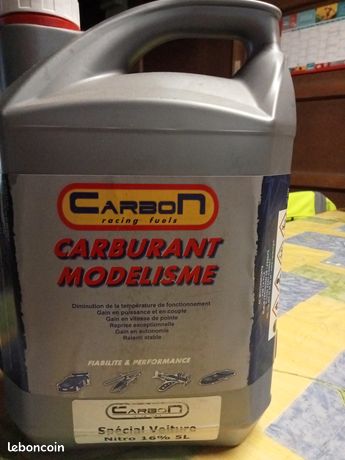 CARBON
racing fuels
CARBURANT
MODELISME
Diminution de la température de fonctionnement
Gain en puissance et en couple
Gain en vitesse de pointe
Reprise exceptionnelle
Gain en autonomie
Ralenti stable
FIABILITE & PERFORMANCE
CARBON
Spécial Voiture
Nitro 16% 5L
leboncoin